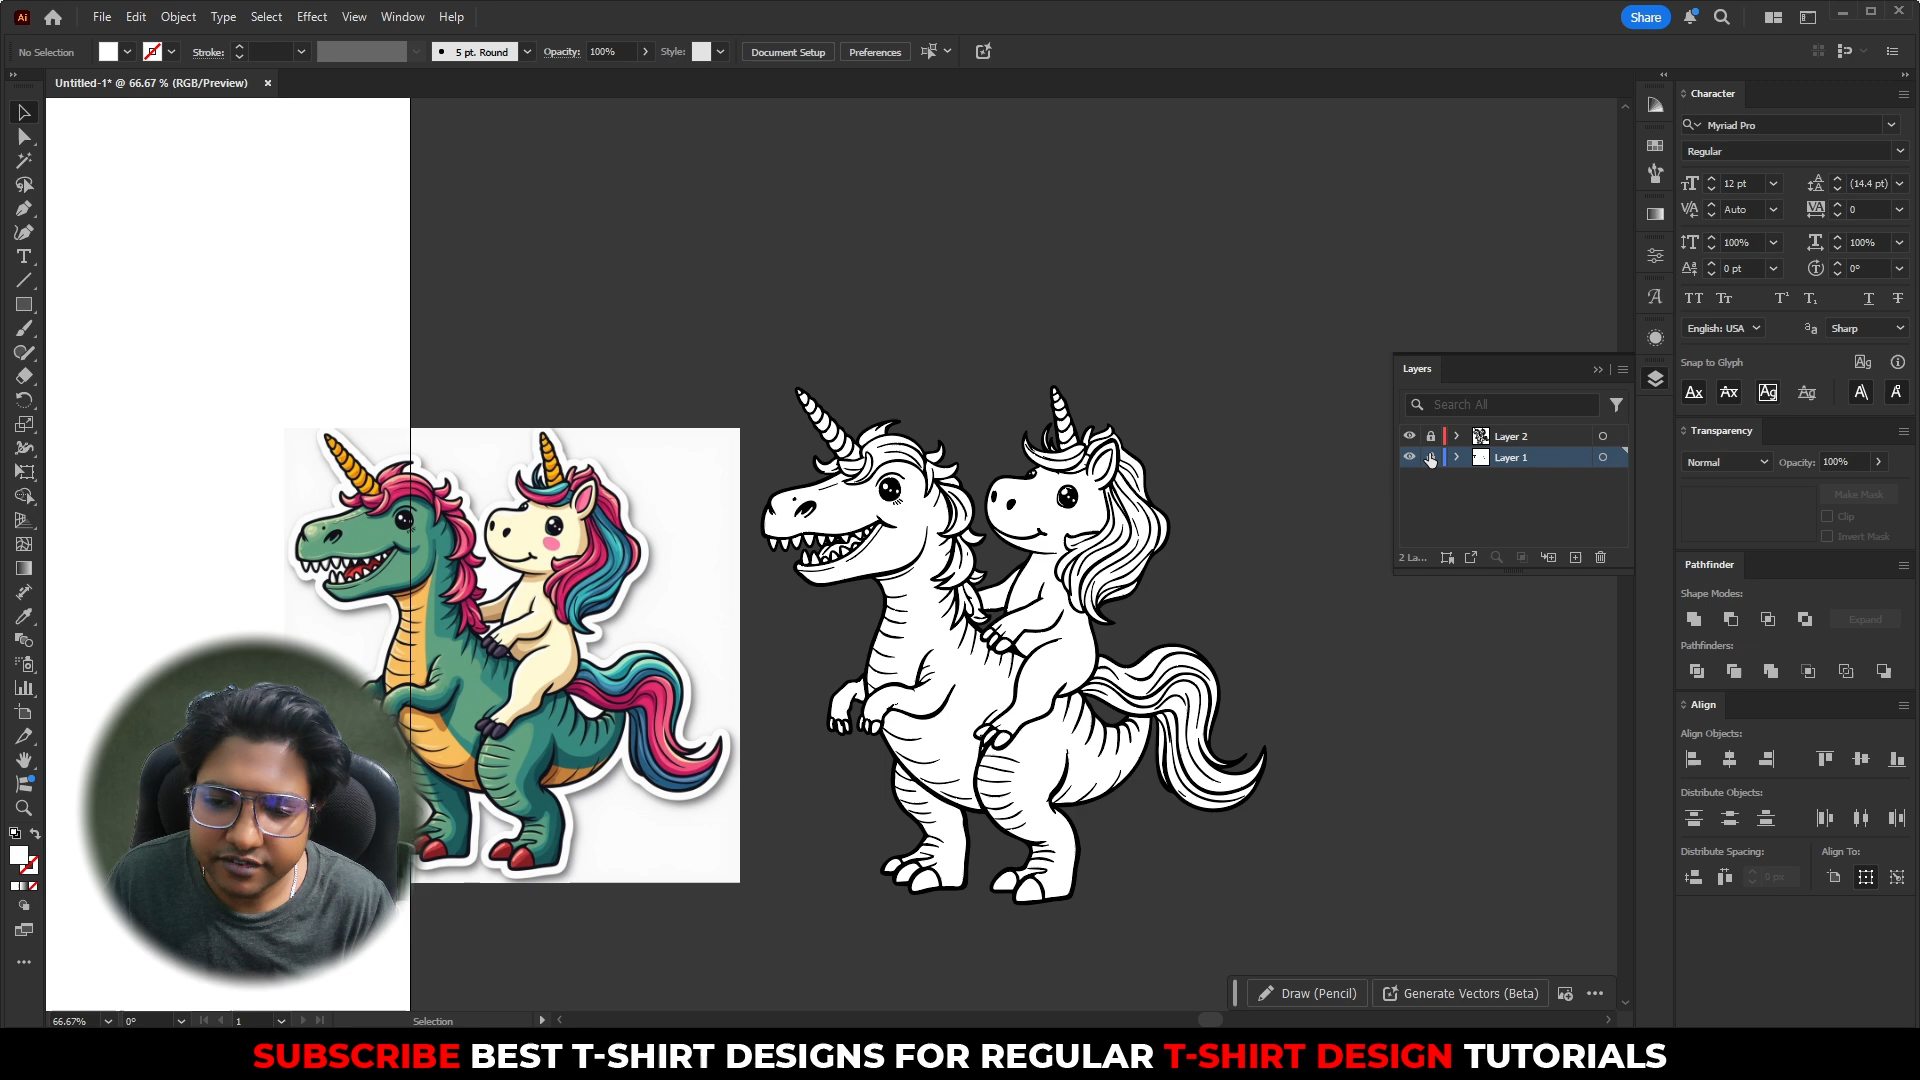 Ai File Edit Object Type Select Effect View Window Help Share
No Selection Stroke: 5 pt. Round Opacity: 100% Style: Document Setup Preferences
Untitled-1* @ 66.67 % (RGB/Preview) ×
Character
Myriad Pro
Regular
12 pt (14.4 pt)
Auto 0
100% 100%
0 pt 0°
English: USA Sharp
Snap to Glyph
Transparency
Normal Opacity: 100%
Make Mask
Clip
Invert Mask
Pathfinder
Shape Modes:
Expand
Pathfinders:
Align
Align Objects:
Distribute Objects:
Distribute Spacing: Align To:
0 px
Layers
Search All
Layer 2
Layer 1
2 La...
Draw (Pencil) Generate Vectors (Beta)
66.67% 0° 1 Selection
SUBSCRIBE BEST T-SHIRT DESIGNS FOR REGULAR T-SHIRT DESIGN TUTORIALS